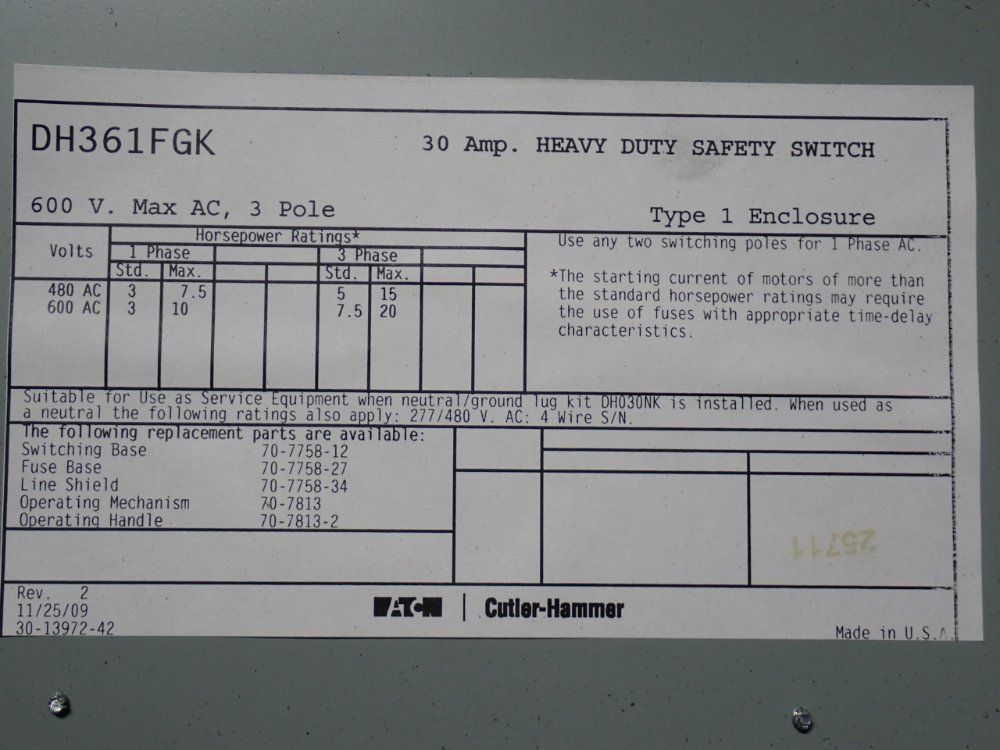 DH361FGK
30 Amp. HEAVY DUTY SAFETY SWITCH
600 V. Max AC, 3 Pole
Type 1 Enclosure
Volts
Horsepower Ratings*
1 Phase 3 Phase
Std. Max. Std. Max.
480 AC 3 7.5 5 15
600 AC 3 10 7.5 20
Use any two switching poles for 1 Phase AC.
*The starting current of motors of more than
the standard horsepower ratings may require
the use of fuses with appropriate time-delay
characteristics.
Suitable for Use as Service Equipment when neutral/ground lug kit DH030NK is installed. When used as
a neutral the following ratings also apply: 277/480 V. AC: 4 Wire S/N.
The following replacement parts are available:
Switching Base 70-7758-12
Fuse Base 70-7758-27
Line Shield 70-7758-34
Operating Mechanism 70-7813
Operating Handle 70-7813-2
25711
Rev. 2
11/25/09
30-13972-42
EATON | Cutler-Hammer
Made in U.S.A.